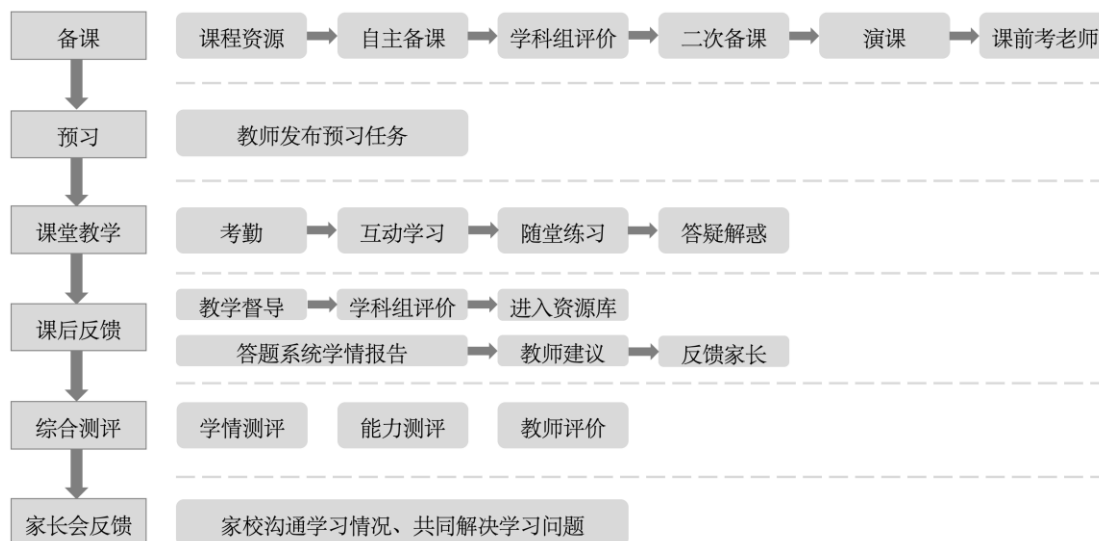 备课
课程资源 自主备课 学科组评价 二次备课 演课 课前考老师
预习
教师发布预习任务
课堂教学
考勤 互动学习 随堂练习 答疑解惑
课后反馈
教学督导 学科组评价 进入资源库
答题系统学情报告 教师建议 反馈家长
综合测评
学情测评 能力测评 教师评价
家长会反馈
家校沟通学习情况、共同解决学习问题